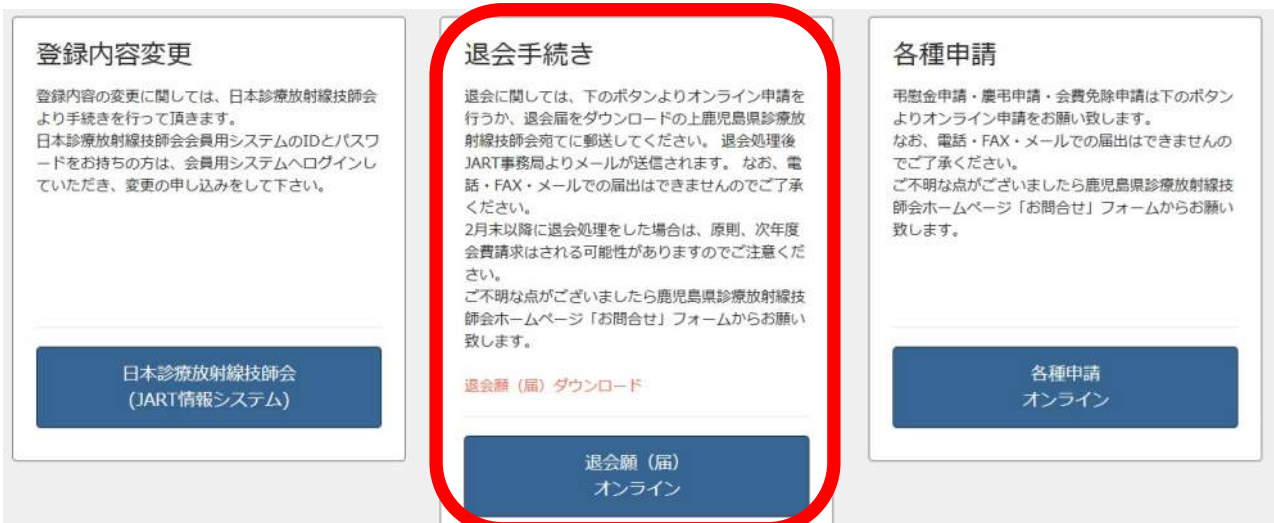 登録内容変更
登録内容の変更に関しては、日本診療放射線技師会
より手続きを行って頂きます。
日本診療放射線技師会会員用システムのIDとパスワ
ードをお持ちの方は、会員用システムへログインし
ていただき、変更の申し込みをして下さい。
日本診療放射線技師会
(JART情報システム)
退会手続き
退会に関しては、下のボタンよりオンライン申請を
行うか、退会届をダウンロードの上鹿児島県診療放
射線技師会宛てに郵送してください。 退会処理後
JART事務局よりメールが送信されます。 なお、電
話・FAX・メールでの届出はできませんのでご了承
ください。
2月末以降に退会処理をした場合は、原則、次年度
会費請求はされる可能性がありますのでご注意くだ
さい。
ご不明な点がございましたら鹿児島県診療放射線技
師会ホームページ「お問合せ」フォームからお願い
致します。
退会願（届）ダウンロード
退会願（届）
オンライン
各種申請
弔慰金申請・慶弔申請・会費免除申請は下のボタン
よりオンライン申請をお願い致します。
なお、電話・FAX・メールでの届出はできませんの
でご了承ください。
ご不明な点がございましたら鹿児島県診療放射線技
師会ホームページ「お問合せ」フォームからお願い
致します。
各種申請
オンライン